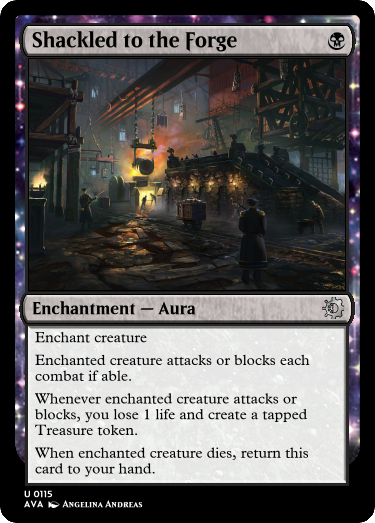 Shackled to the Forge
Enchantment — Aura
Enchant creature
Enchanted creature attacks or blocks each
combat if able.
Whenever enchanted creature attacks or
blocks, you lose 1 life and create a tapped
Treasure token.
When enchanted creature dies, return this
card to your hand.
U 0115
AVA Angelina Andreas